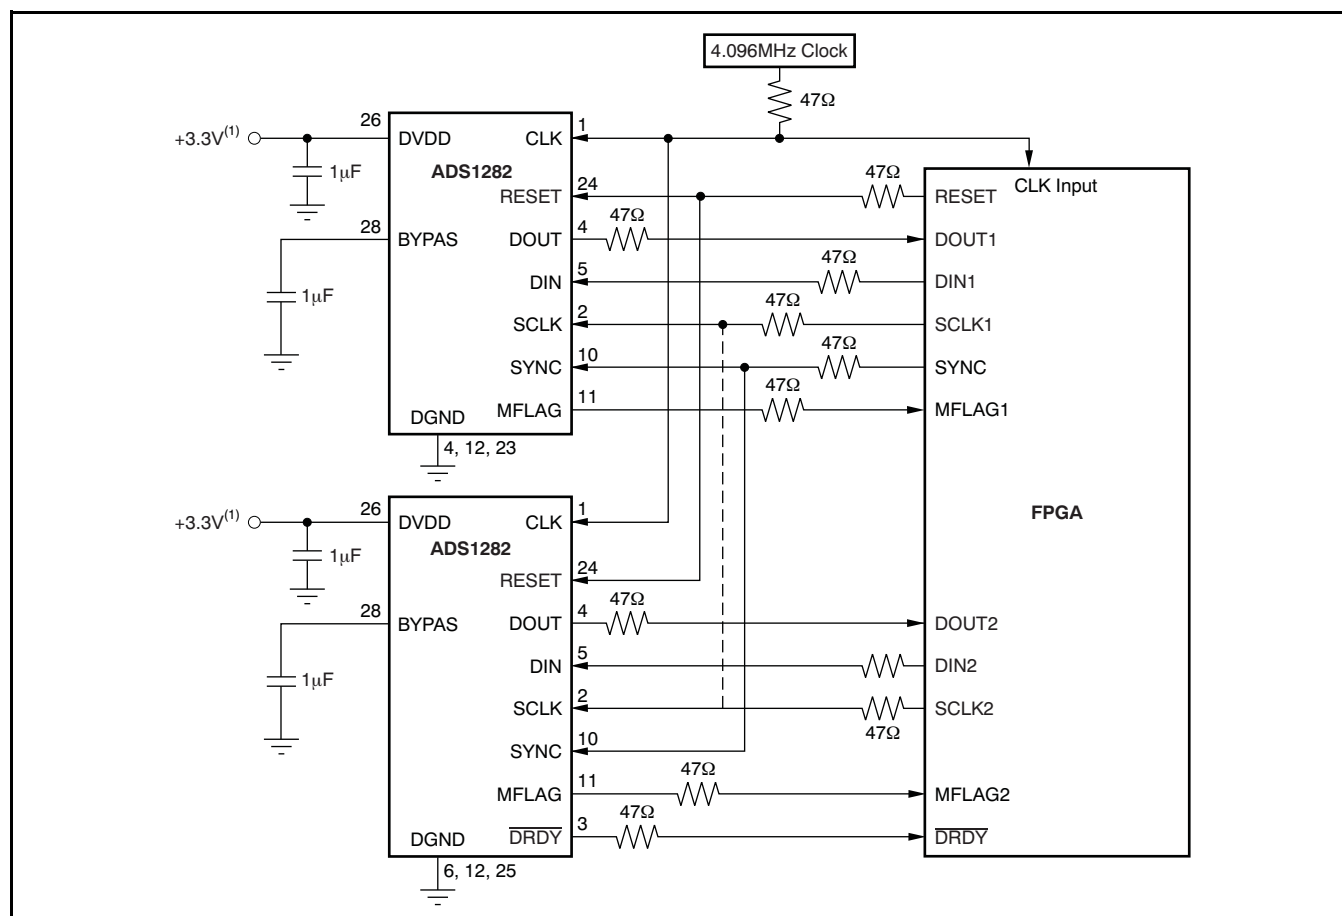 4.096MHz Clock
47Ω
+3.3V(1)
26
DVDD
CLK
1
1μF
ADS1282
CLK Input
RESET
24
47Ω
RESET
28
BYPAS
DOUT
4
47Ω
DOUT1
1μF
DIN
5
47Ω
DIN1
SCLK
2
47Ω
SCLK1
SYNC
10
47Ω
SYNC
MFLAG
11
47Ω
MFLAG1
DGND
4, 12, 23
FPGA
+3.3V(1)
26
DVDD
CLK
1
1μF
ADS1282
RESET
24
28
BYPAS
DOUT
4
47Ω
DOUT2
1μF
DIN
5
DIN2
SCLK
2
47Ω
SCLK2
SYNC
10
MFLAG
11
47Ω
MFLAG2
DRDY
3
47Ω
DRDY
DGND
6, 12, 25